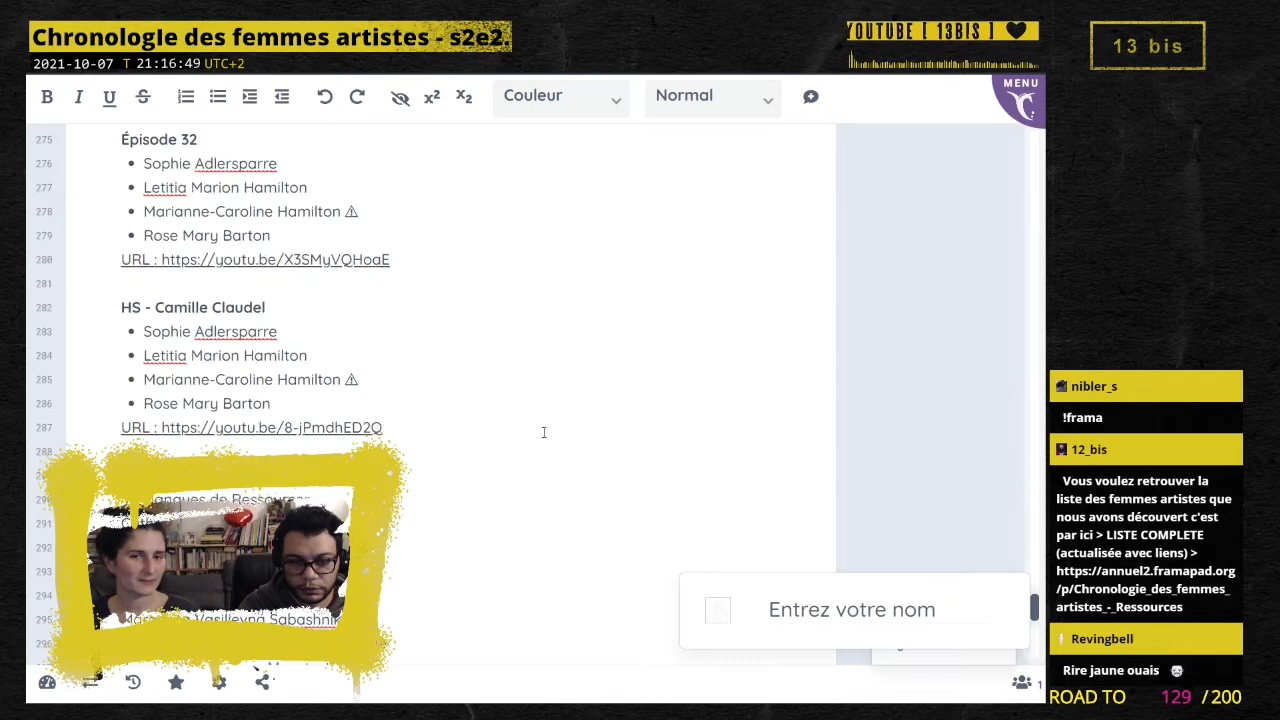 Chronologie des femmes artistes - s2e2
2021-10-07 T 21:16:49 UTC+2
YOUTUBE [ 13BIS ]
13 bis
MENU
B I U S
x² x₂
Couleur
Normal
275 Épisode 32
276 Sophie Adlersparre
277 Letitia Marion Hamilton
278 Marianne-Caroline Hamilton ⚠
279 Rose Mary Barton
280 URL : https://youtu.be/X3SMyVQHoaE
281
282 HS - Camille Claudel
283 Sophie Adlersparre
284 Letitia Marion Hamilton
285 Marianne-Caroline Hamilton ⚠
286 Rose Mary Barton
287 URL : https://youtu.be/8-jPmdhED2Q
288
291
292
293
294
295
Entrez votre nom
1
nibler_s
!frama
12_bis
Vous voulez retrouver la
liste des femmes artistes que
nous avons découvert c'est
par ici > LISTE COMPLETE
(actualisée avec liens) >
https://annuel2.framapad.org
/p/Chronologie_des_femmes_
artistes_-_Ressources
Revingbell
Rire jaune ouais
ROAD TO 129 / 200